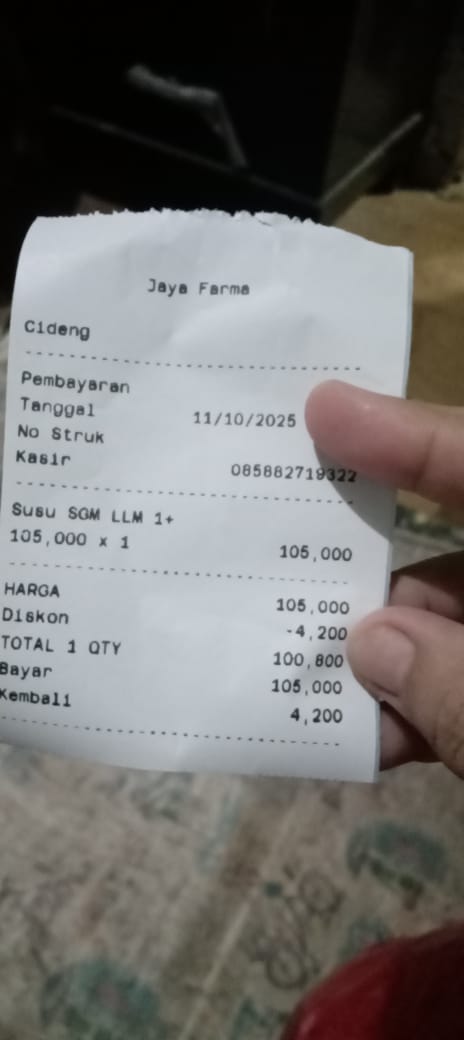 Jaya Farma
Cideng
Pembayaran
Tanggal 11/10/2025
No Struk
Kasir 085882719322
Susu SGM LLM 1+
105,000 x 1 105,000
HARGA 105,000
Diskon -4,200
TOTAL 1 QTY 100,800
Bayar 105,000
Kembali 4,200